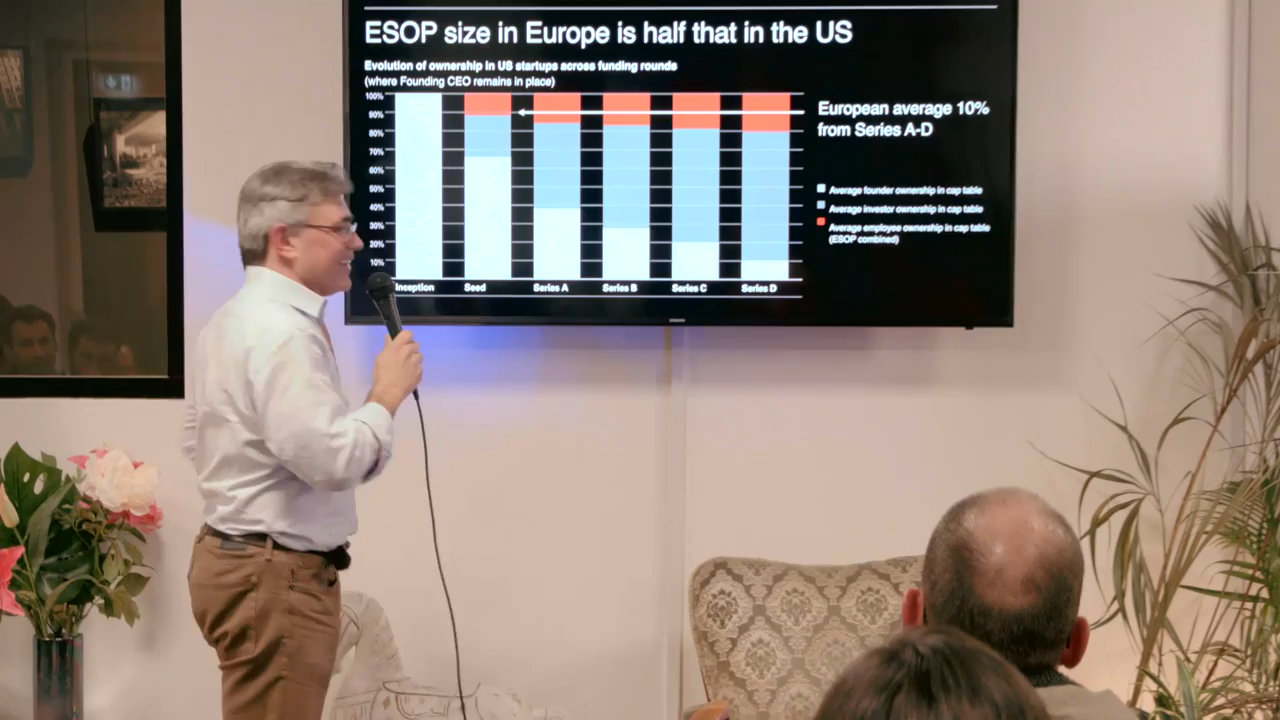 ESOP size in Europe is half that in the US
Evolution of ownership in US startups across funding rounds
(where Founding CEO remains in place)
100%
90%
80%
70%
60%
50%
40%
30%
20%
10%
Inception
Seed
Series A
Series B
Series C
Series D
European average 10%
from Series A-D
Average founder ownership in cap table
Average investor ownership in cap table
Average employee ownership in cap table
(ESOP combined)